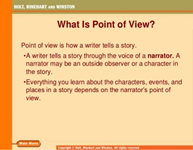 HOLT, RINEHART AND WINSTON
What Is Point of View?
Point of view is how a writer tells a story.
•A writer tells a story through the voice of a narrator. A
narrator may be an outside observer or a character in
the story.
•Everything you learn about the characters, events, and
places in a story depends on the narrator's point of
view.
Main Menu
Copyright © Holt, Rinehart and Winston. All rights reserved.